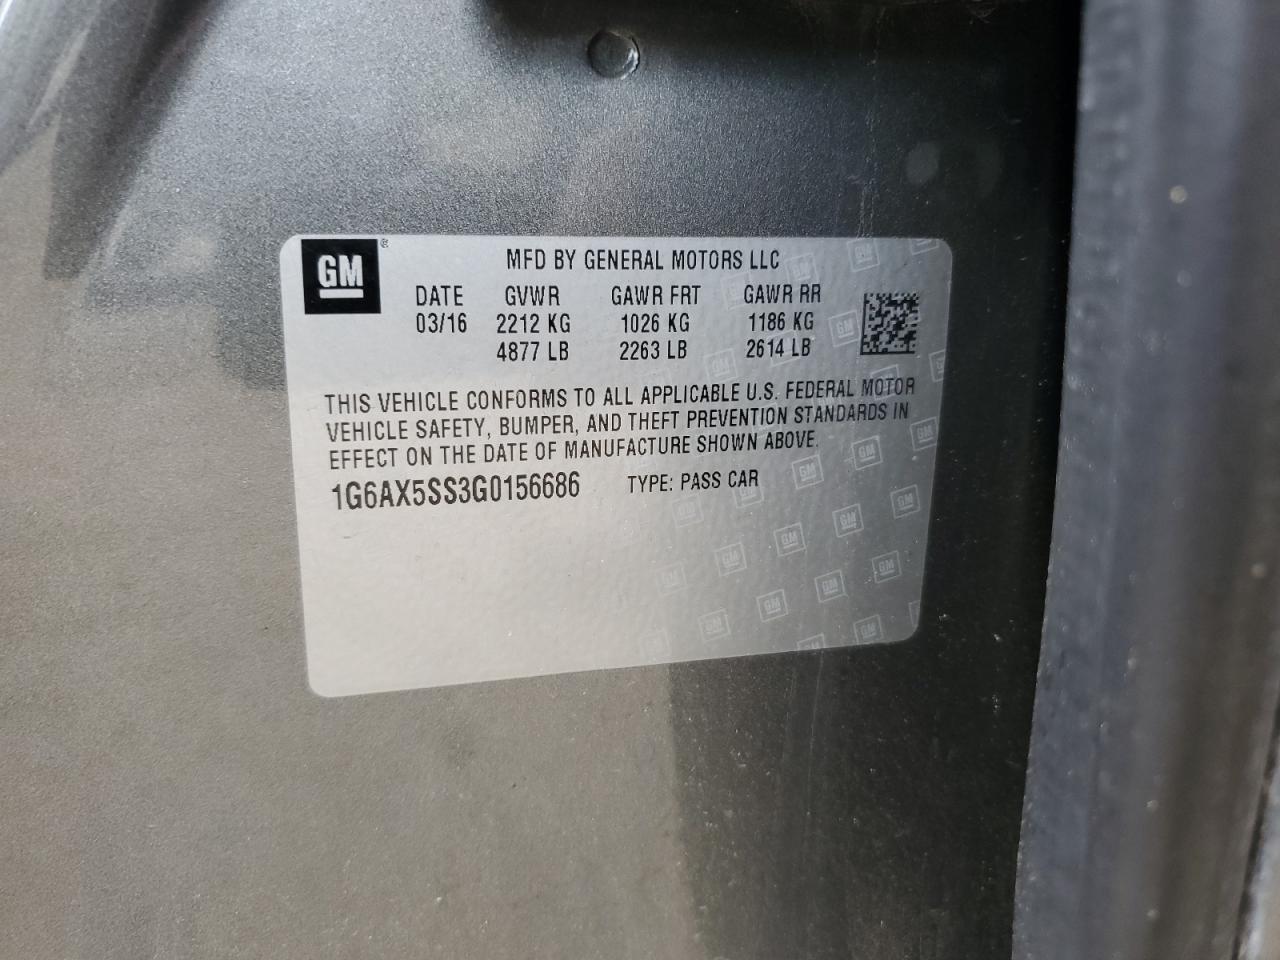 GM ®
MFD BY GENERAL MOTORS LLC
DATE GVWR GAWR FRT GAWR RR
03/16 2212 KG 1026 KG 1186 KG
4877 LB 2263 LB 2614 LB
THIS VEHICLE CONFORMS TO ALL APPLICABLE U.S. FEDERAL MOTOR
VEHICLE SAFETY, BUMPER, AND THEFT PREVENTION STANDARDS IN
EFFECT ON THE DATE OF MANUFACTURE SHOWN ABOVE.
1G6AX5SS3G0156686 TYPE: PASS CAR